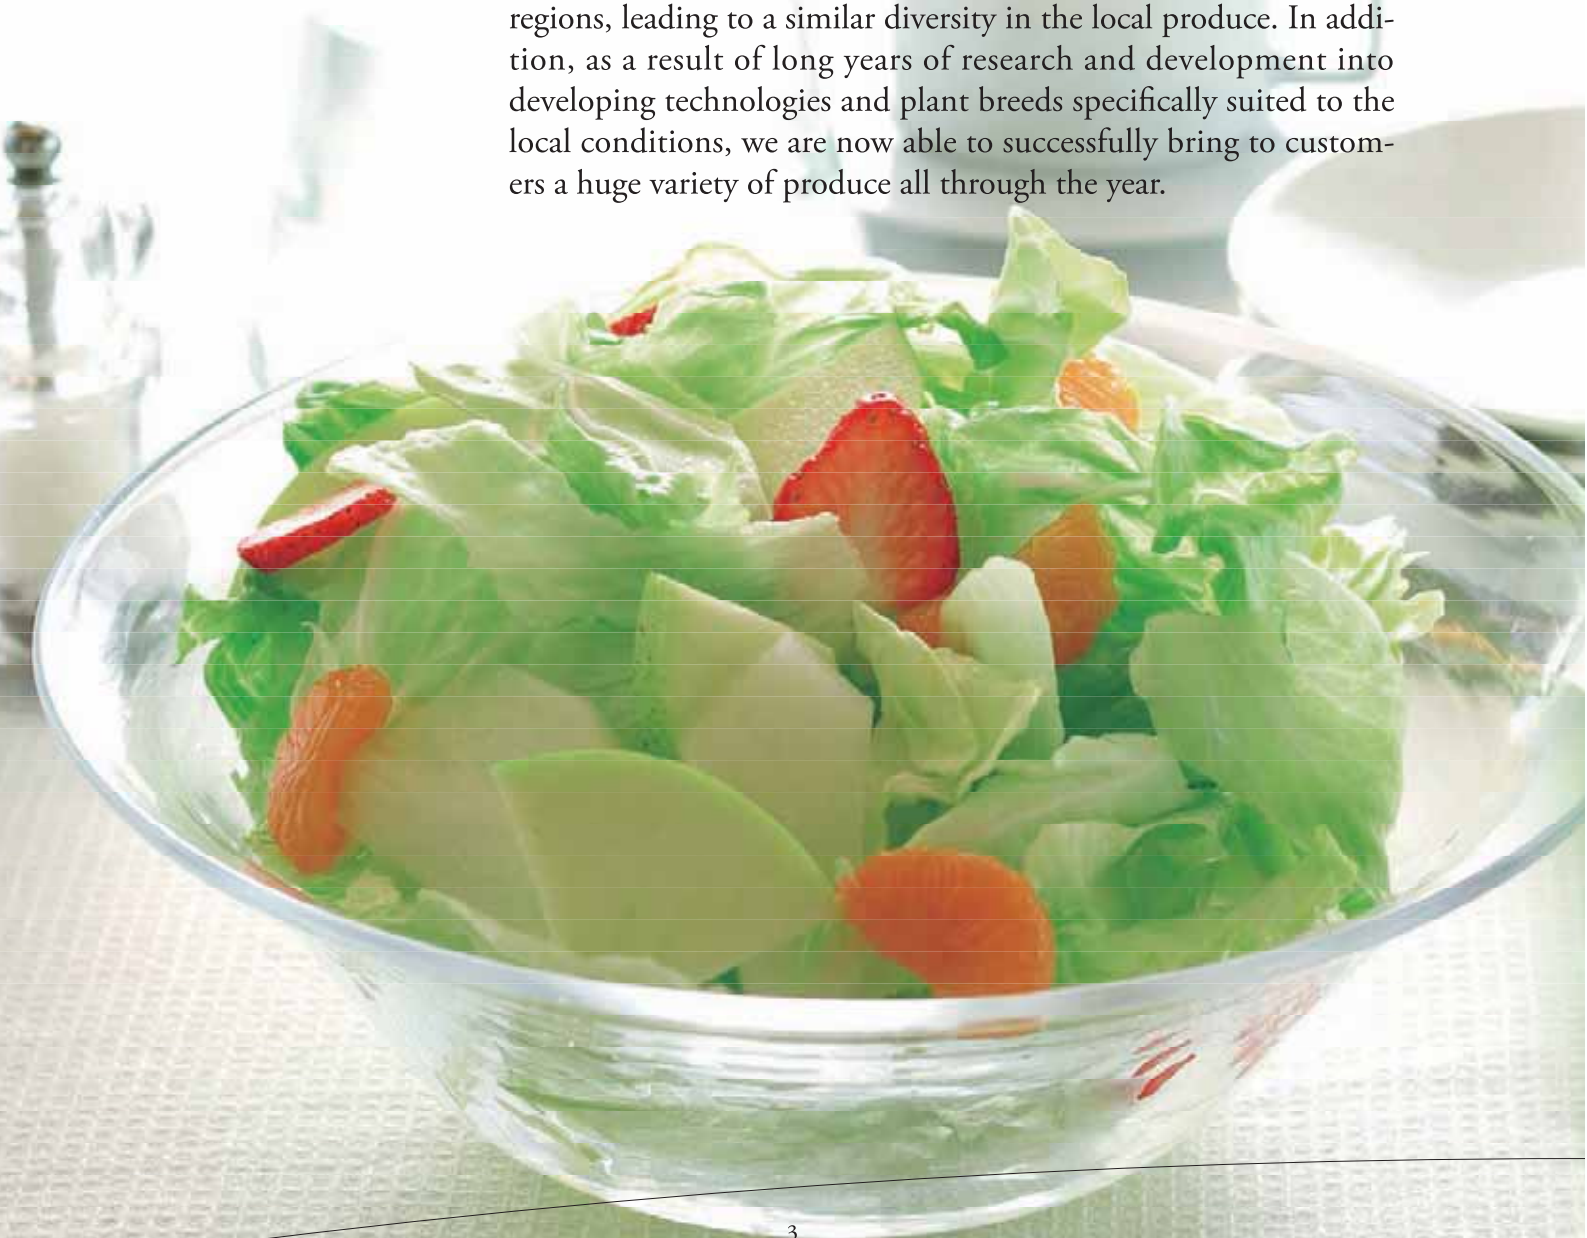 regions, leading to a similar diversity in the local produce. In addi-
tion, as a result of long years of research and development into
developing technologies and plant breeds specifically suited to the
local conditions, we are now able to successfully bring to custom-
ers a huge variety of produce all through the year.
3